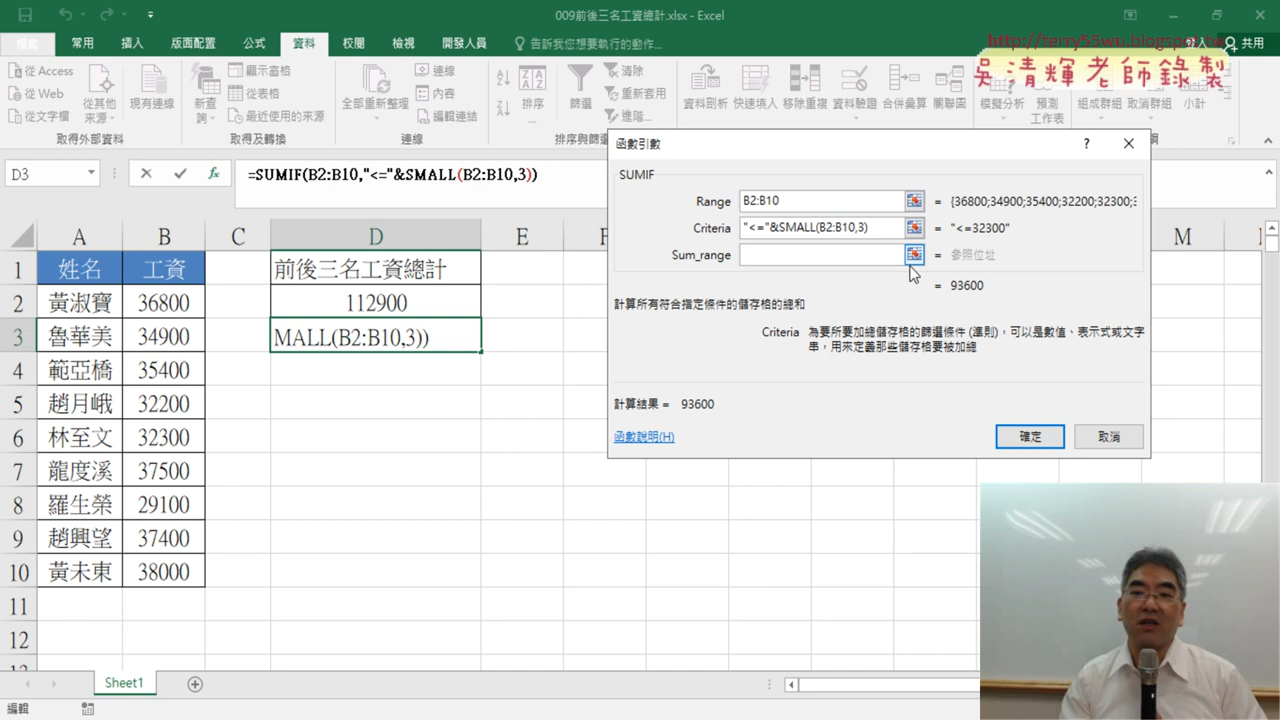 009前後三名工資總計.xlsx - Excel
檔案 常用 插入 版面配置 公式 資料 校閱 檢視 開發人員 告訴我您想要執行的動作... 登入 共用
http://terry55wu.blogspot.tw
吳清輝老師錄製
從 Access
從 Web
從文字檔
從其他來源
現有連線
取得外部資料
新查詢
顯示查詢
從表格
最近使用的來源
取得及轉換
全部重新整理
連線
內容
編輯連結
連線
排序
篩選
清除
重新套用
進階...
排序與篩
資料剖析 快速填入 移除重複 資料驗證 合併彙算 關聯圖
模擬分析 預測工作表
組成群組 取消群組 小計
D3
=SUMIF(B2:B10,"<="&SMALL(B2:B10,3))
A B C D E F M
1 姓名 工資 前後三名工資總計
2 黃淑寶 36800 112900
3 魯華美 34900 MALL(B2:B10,3))
4 範亞橋 35400
5 趙月峨 32200
6 林至文 32300
7 龍度溪 37500
8 羅生榮 29100
9 趙興望 37400
10 黃未東 38000
11
12
函數引數 ?
SUMIF
Range B2:B10 = {36800;34900;35400;32200;32300;3
Criteria "<="&SMALL(B2:B10,3) = "<=32300"
Sum_range = 參照位址
= 93600
計算所有符合指定條件的儲存格的總和
Criteria 為要所要加總儲存格的篩選條件 (準則)，可以是數值、表示式或文字
串，用來定義那些儲存格要被加總
計算結果 = 93600
函數說明(H)
確定 取消
Sheet1
編輯